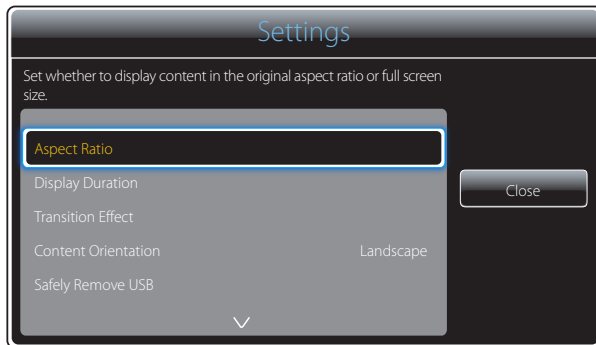 Settings
Set whether to display content in the original aspect ratio or full screen
size.
Aspect Ratio
Display Duration
Transition Effect
Content Orientation Landscape
Safely Remove USB
Close